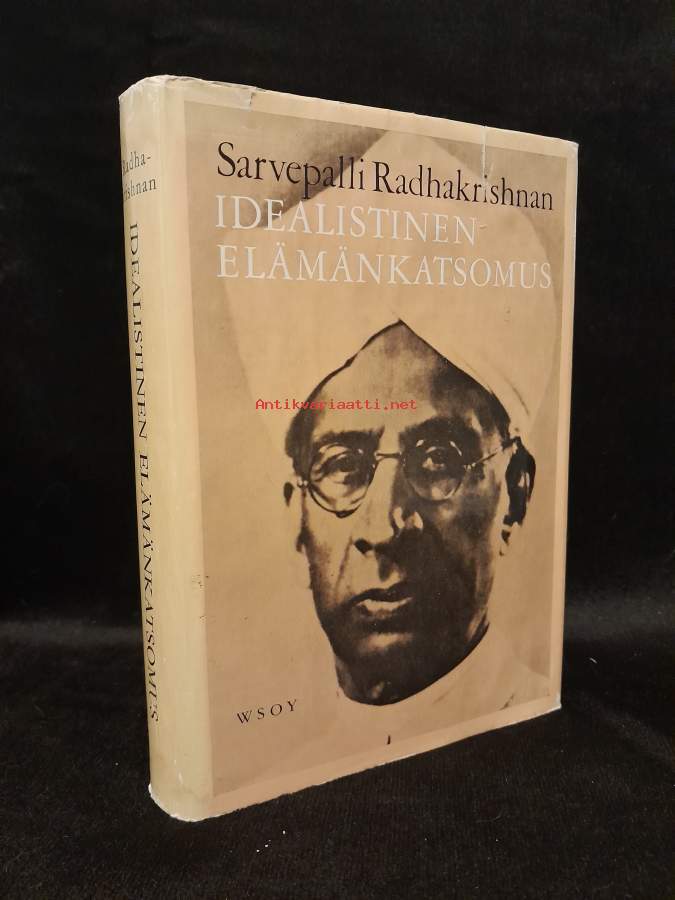 Sarvepalli Radhakrishnan
IDEALISTINEN
ELÄMÄNKATSOMUS
WSOY
Radha-
krishnan
IDEALISTINEN ELÄMÄNKATSOMUS
Antikvariaatti.net